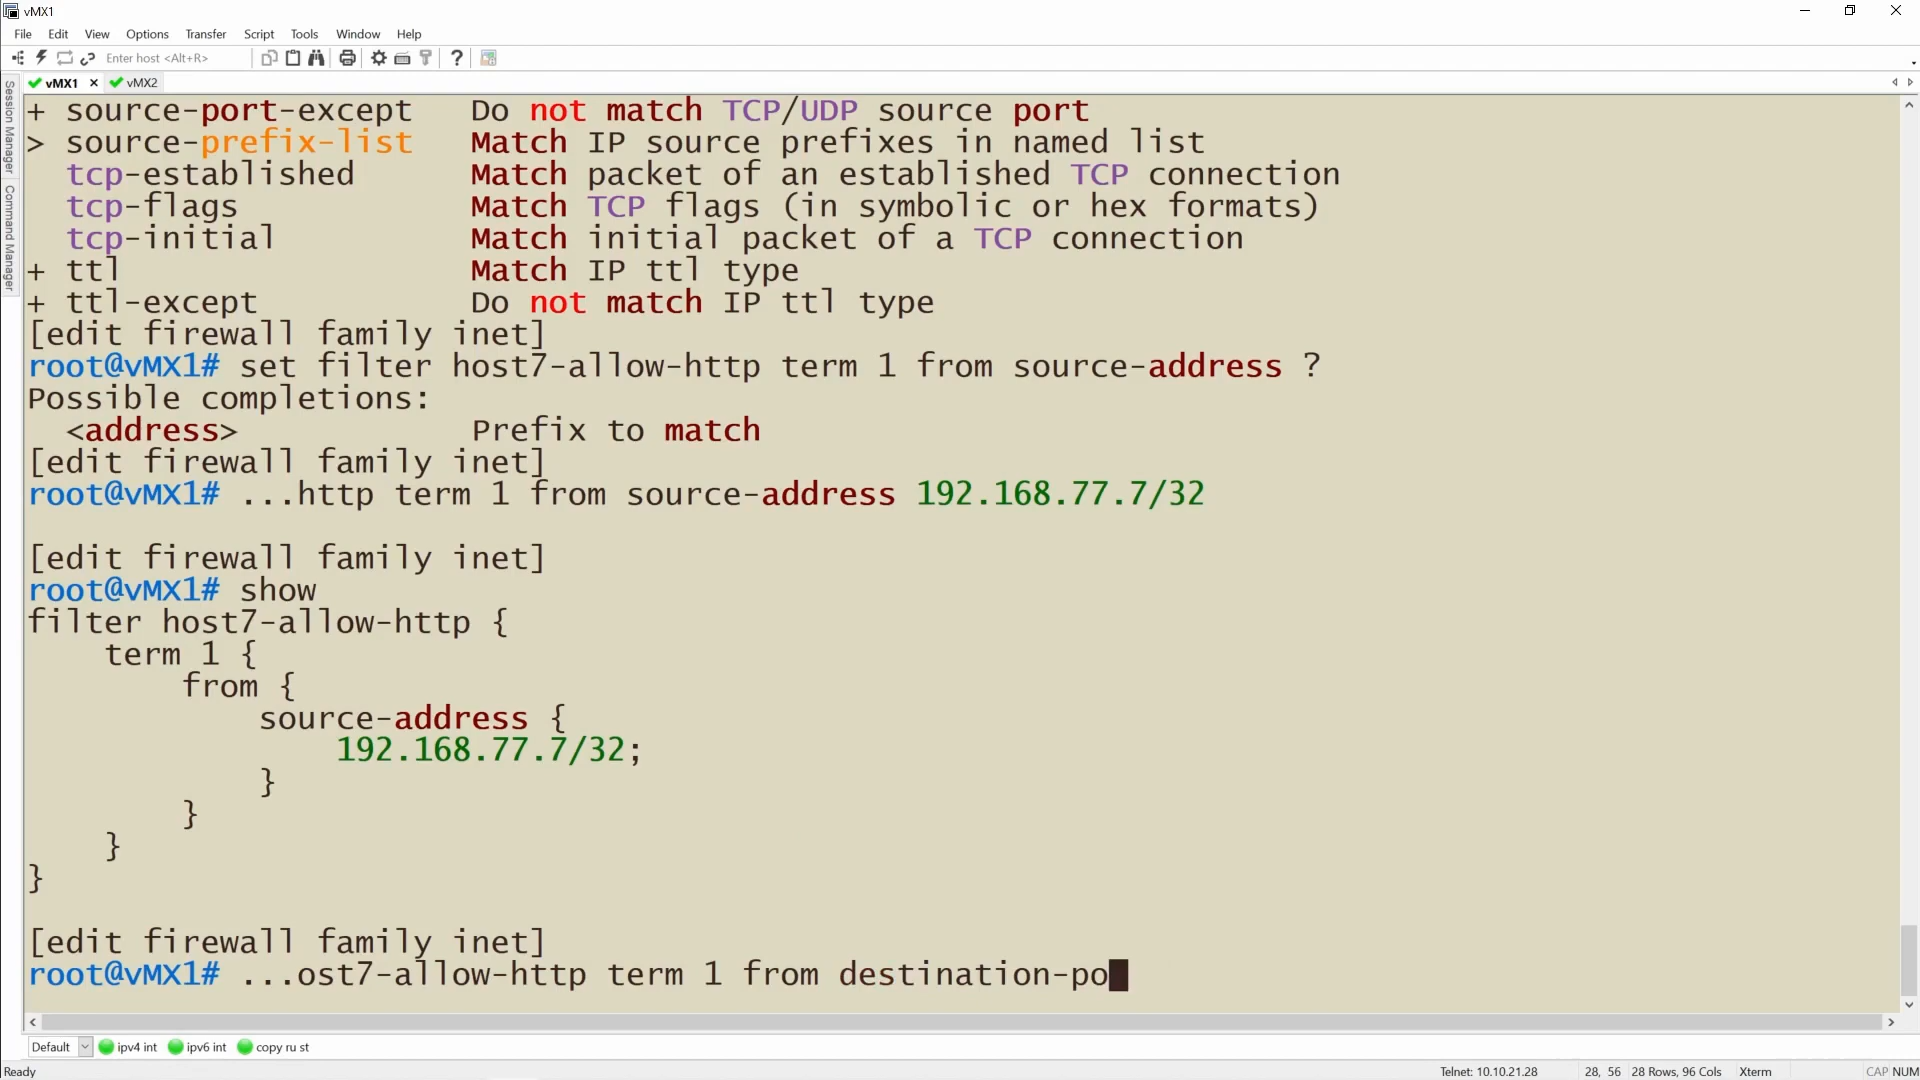 vMX1
File Edit View Options Transfer Script Tools Window Help
Enter host <Alt+R>
vMX1 vMX2
Session Manager
Command Manager
+ source-port-except Do not match TCP/UDP source port
> source-prefix-list Match IP source prefixes in named list
tcp-established Match packet of an established TCP connection
tcp-flags Match TCP flags (in symbolic or hex formats)
tcp-initial Match initial packet of a TCP connection
+ ttl Match IP ttl type
+ ttl-except Do not match IP ttl type
[edit firewall family inet]
root@vMX1# set filter host7-allow-http term 1 from source-address ?
Possible completions:
<address> Prefix to match
[edit firewall family inet]
root@vMX1# ...http term 1 from source-address 192.168.77.7/32
[edit firewall family inet]
root@vMX1# show
filter host7-allow-http {
term 1 {
from {
source-address {
192.168.77.7/32;
}
}
}
}
[edit firewall family inet]
root@vMX1# ...ost7-allow-http term 1 from destination-po
Default ipv4 int ipv6 int copy ru st
Ready Telnet: 10.10.21.28 28, 56 28 Rows, 96 Cols Xterm CAP NUM